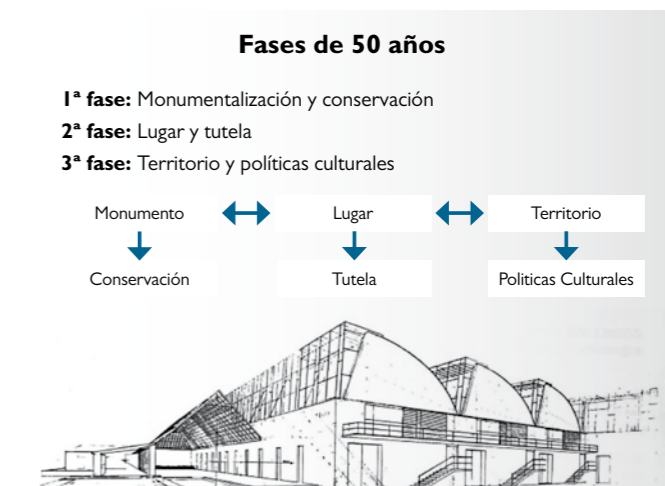 Fases de 50 años
1ª fase: Monumentalización y conservación
2ª fase: Lugar y tutela
3ª fase: Territorio y políticas culturales
Monumento Lugar Territorio
Conservación Tutela Politicas Culturales